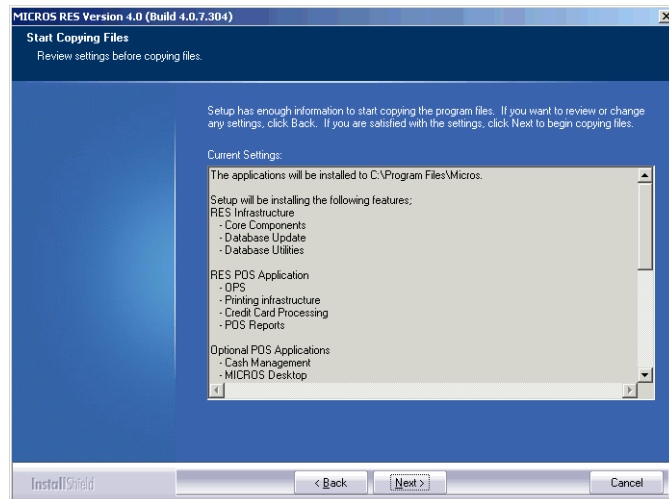 MICROS RES Version 4.0 (Build 4.0.7.304)
Start Copying Files
Review settings before copying files.
Setup has enough information to start copying the program files. If you want to review or change
any settings, click Back. If you are satisfied with the settings, click Next to begin copying files.
Current Settings:
The applications will be installed to C:\Program Files\Micros.
Setup will be installing the following features;
RES Infrastructure
- Core Components
- Database Update
- Database Utilities
RES POS Application
- OPS
- Printing infrastructure
- Credit Card Processing
- POS Reports
Optional POS Applications
- Cash Management
- MICROS Desktop
InstallShield
< Back
Next >
Cancel